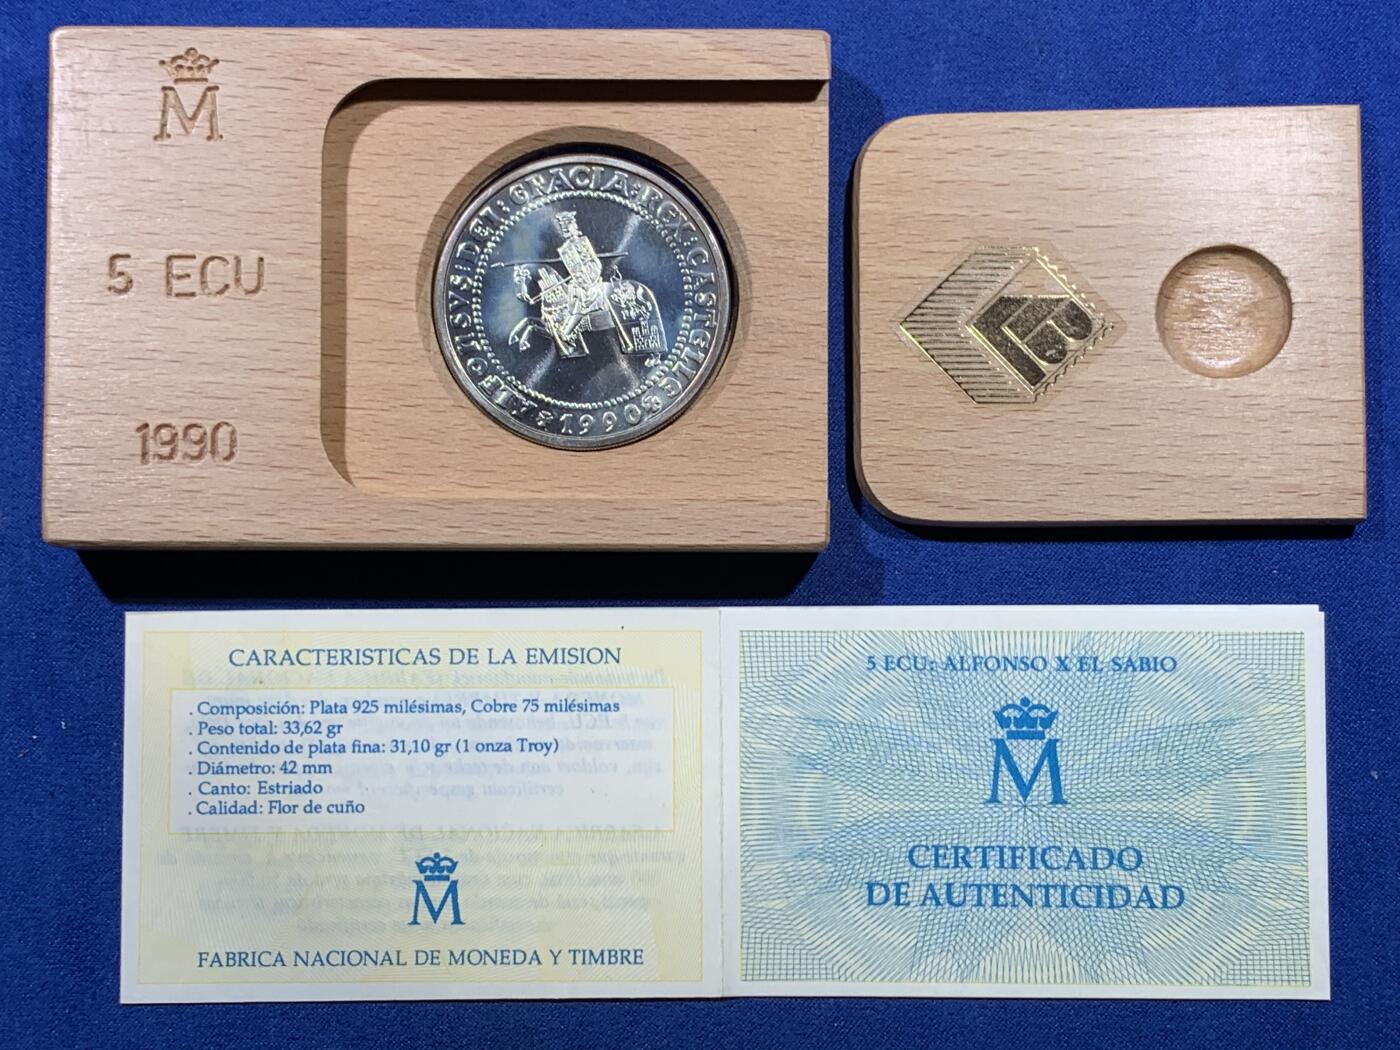 M
5 ECU
1990
ALFONSVS:DEI:GRACIA:REX:CASTELLE
1990
CARACTERISTICAS DE LA EMISION
. Composición: Plata 925 milésimas, Cobre 75 milésimas
. Peso total: 33,62 gr
. Contenido de plata fina: 31,10 gr (1 onza Troy)
. Diámetro: 42 mm
. Canto: Estriado
. Calidad: Flor de cuño
M
FABRICA NACIONAL DE MONEDA Y TIMBRE
5 ECU: ALFONSO X EL SABIO
M
CERTIFICADO
DE AUTENTICIDAD